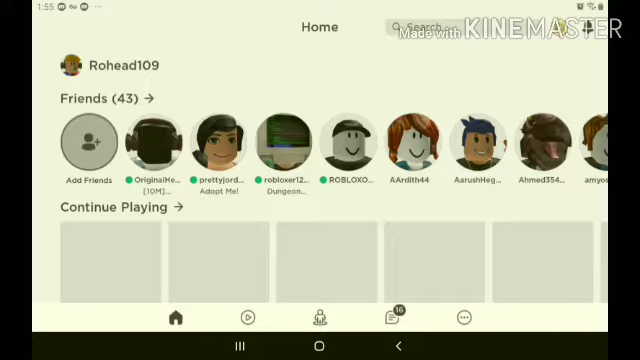 1:55
Home
Search
Made with KINEMASTER
Rohead109
Friends (43) →
Add Friends
OriginalHe...
[10M]...
prettyjord...
Adopt Me!
robloxer12...
Dungeon...
ROBLOXO...
AArdith44
AarushHeg...
Ahmed354...
amyos
Continue Playing →
16